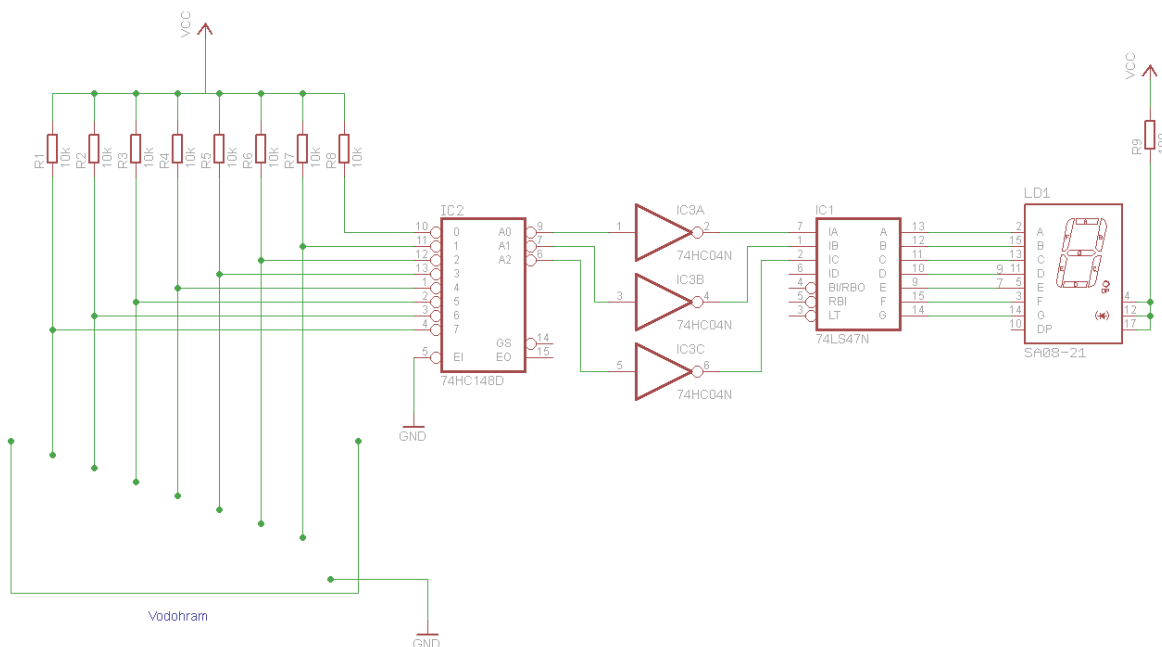 VCC
VCC
R1 10k
R2 10k
R3 10k
R4 10k
R5 10k
R6 10k
R7 10k
R8 10k
R9
LD1
IC2
IC3A
IC1
10 0 A0 9
11 1 A1 7
12 2 A2 6
13 3
1 4
2 5
3 6
4 7
GS 14
5 EI EO 15
74HC148D
GND
1 2
74HC04N
IC3B
3 4
74HC04N
IC3C
5 6
74HC04N
7 IA A 13
1 IB B 12
2 IC C 11
6 ID D 10
4 BI/RBO E 9
5 RBI F 15
3 LT G 14
74LS47N
2 A
15 B
13 C
9 11 D
7 5 E
3 F 4
14 G 12
10 DP 17
SA08-21
Vodohram
GND